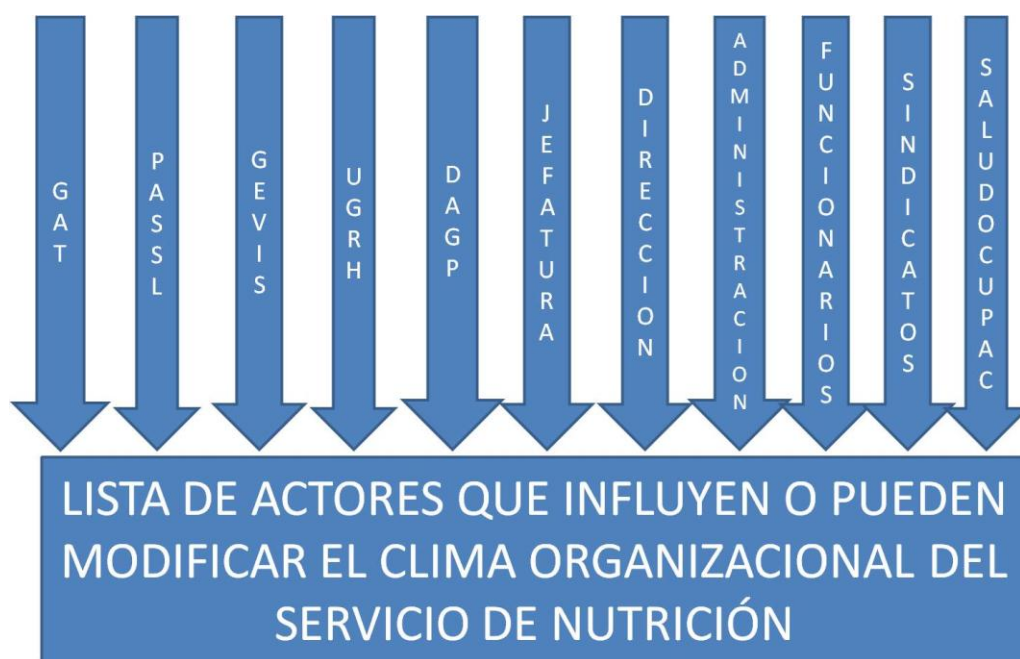 GAT
PASSL
GEVIS
UGRH
DAGP
JEFATURA
DIRECCION
ADMINISTRACION
FUNCIONARIOS
SINDICATOS
SALUDOCUPAC
LISTA DE ACTORES QUE INFLUYEN O PUEDEN
MODIFICAR EL CLIMA ORGANIZACIONAL DEL
SERVICIO DE NUTRICIÓN